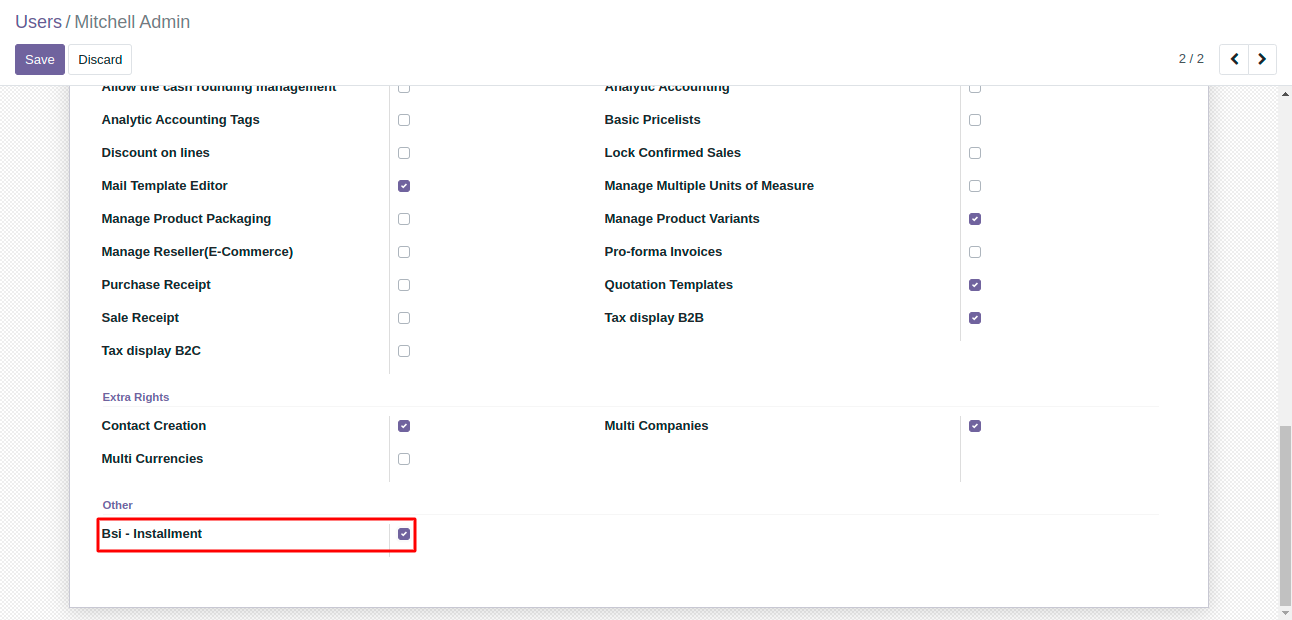 Users / Mitchell Admin
Save Discard 2 / 2
Allow the cash rounding management Analytic Accounting
Analytic Accounting Tags Basic Pricelists
Discount on lines Lock Confirmed Sales
Mail Template Editor Manage Multiple Units of Measure
Manage Product Packaging Manage Product Variants
Manage Reseller(E-Commerce) Pro-forma Invoices
Purchase Receipt Quotation Templates
Sale Receipt Tax display B2B
Tax display B2C
Extra Rights
Contact Creation Multi Companies
Multi Currencies
Other
Bsi - Installment